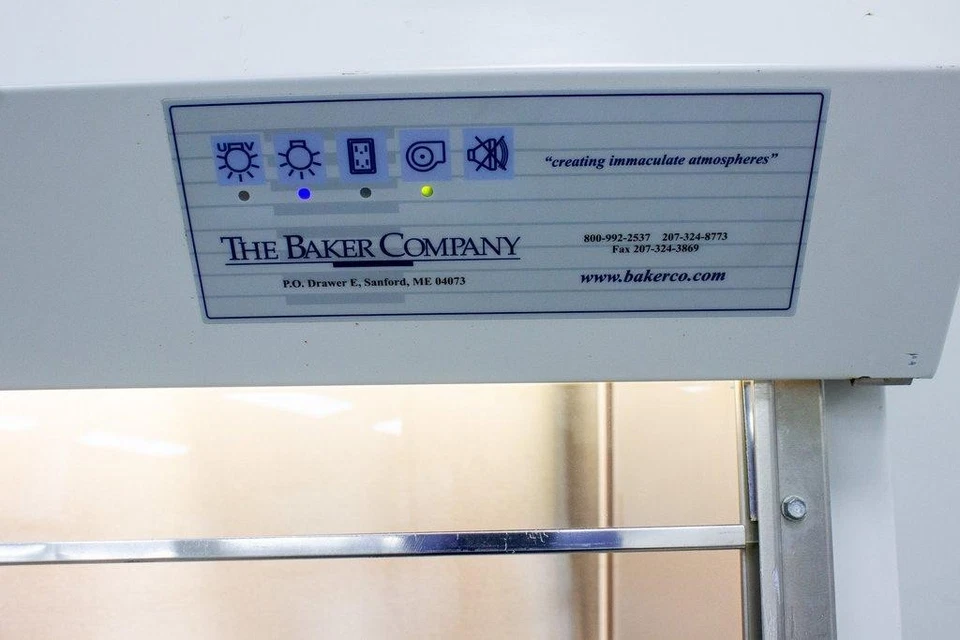 UV
"creating immaculate atmospheres"
THE BAKER COMPANY
P.O. Drawer E, Sanford, ME 04073
800-992-2537 207-324-8773
Fax 207-324-3869
www.bakerco.com